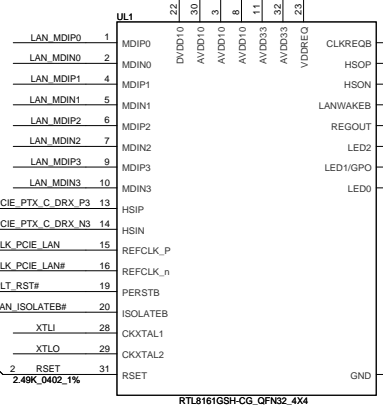 22 30 3 8 11 32 23
UL1
DVDD10 AVDD10 AVDD10 AVDD10 AVDD33 AVDD33 VDDREQ
LAN_MDIP0 1 MDIP0 CLKREQB
LAN_MDIN0 2 MDIN0 HSOP
LAN_MDIP1 4 MDIP1 HSON
LAN_MDIN1 5 MDIN1 LANWAKEB
LAN_MDIP2 6 MDIP2 REGOUT
LAN_MDIN2 7 MDIN2 LED2
LAN_MDIP3 9 MDIP3 LED1/GPO
LAN_MDIN3 10 MDIN3 LED0
CIE_PTX_C_DRX_P3 13 HSIP
CIE_PTX_C_DRX_N3 14 HSIN
LK_PCIE_LAN 15 REFCLK_P
LK_PCIE_LAN# 16 REFCLK_n
LT_RST# 19 PERSTB
AN_ISOLATEB# 20 ISOLATEB
XTLI 28 CKXTAL1
XTLO 29 CKXTAL2
2 RSET 31 RSET GND
2.49K_0402_1%
RTL8161GSH-CG_QFN32_4X4